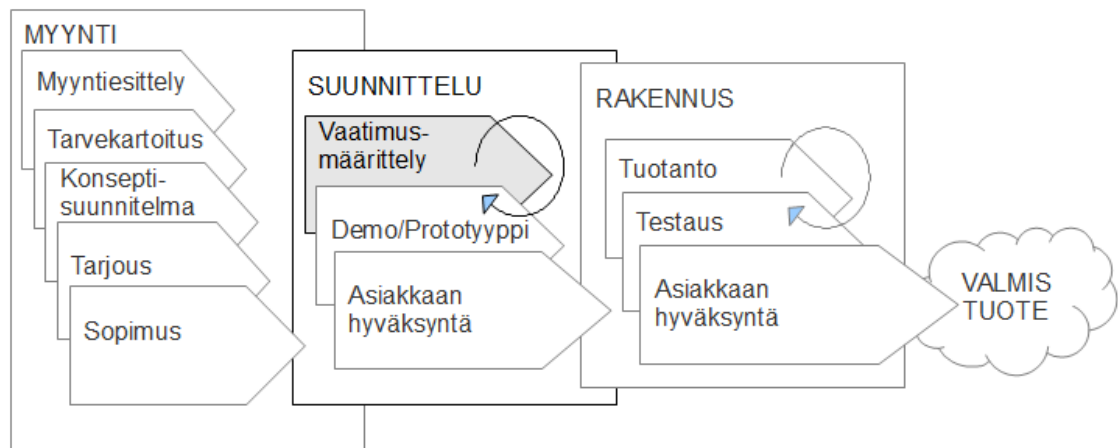 MYYNTI
Myyntiesittely
Tarvekartoitus
Konsepti-
suunnitelma
Tarjous
Sopimus
SUUNNITTELU
Vaatimus-
määrittely
Demo/Prototyyppi
Asiakkaan
hyväksyntä
RAKENNUS
Tuotanto
Testaus
Asiakkaan
hyväksyntä
VALMIS
TUOTE